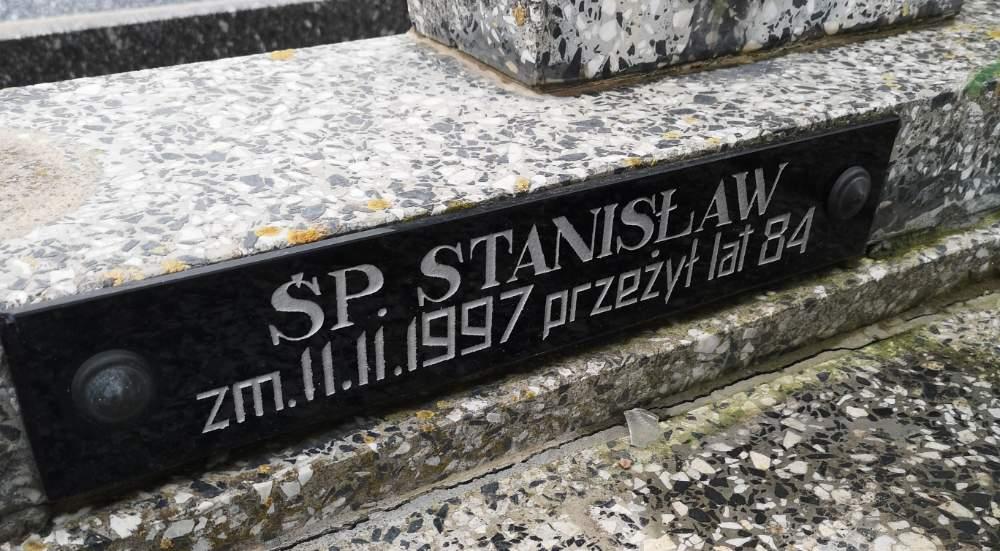 ŚP. STANISŁAW
zm.11.11.1997 przeżył lat 84